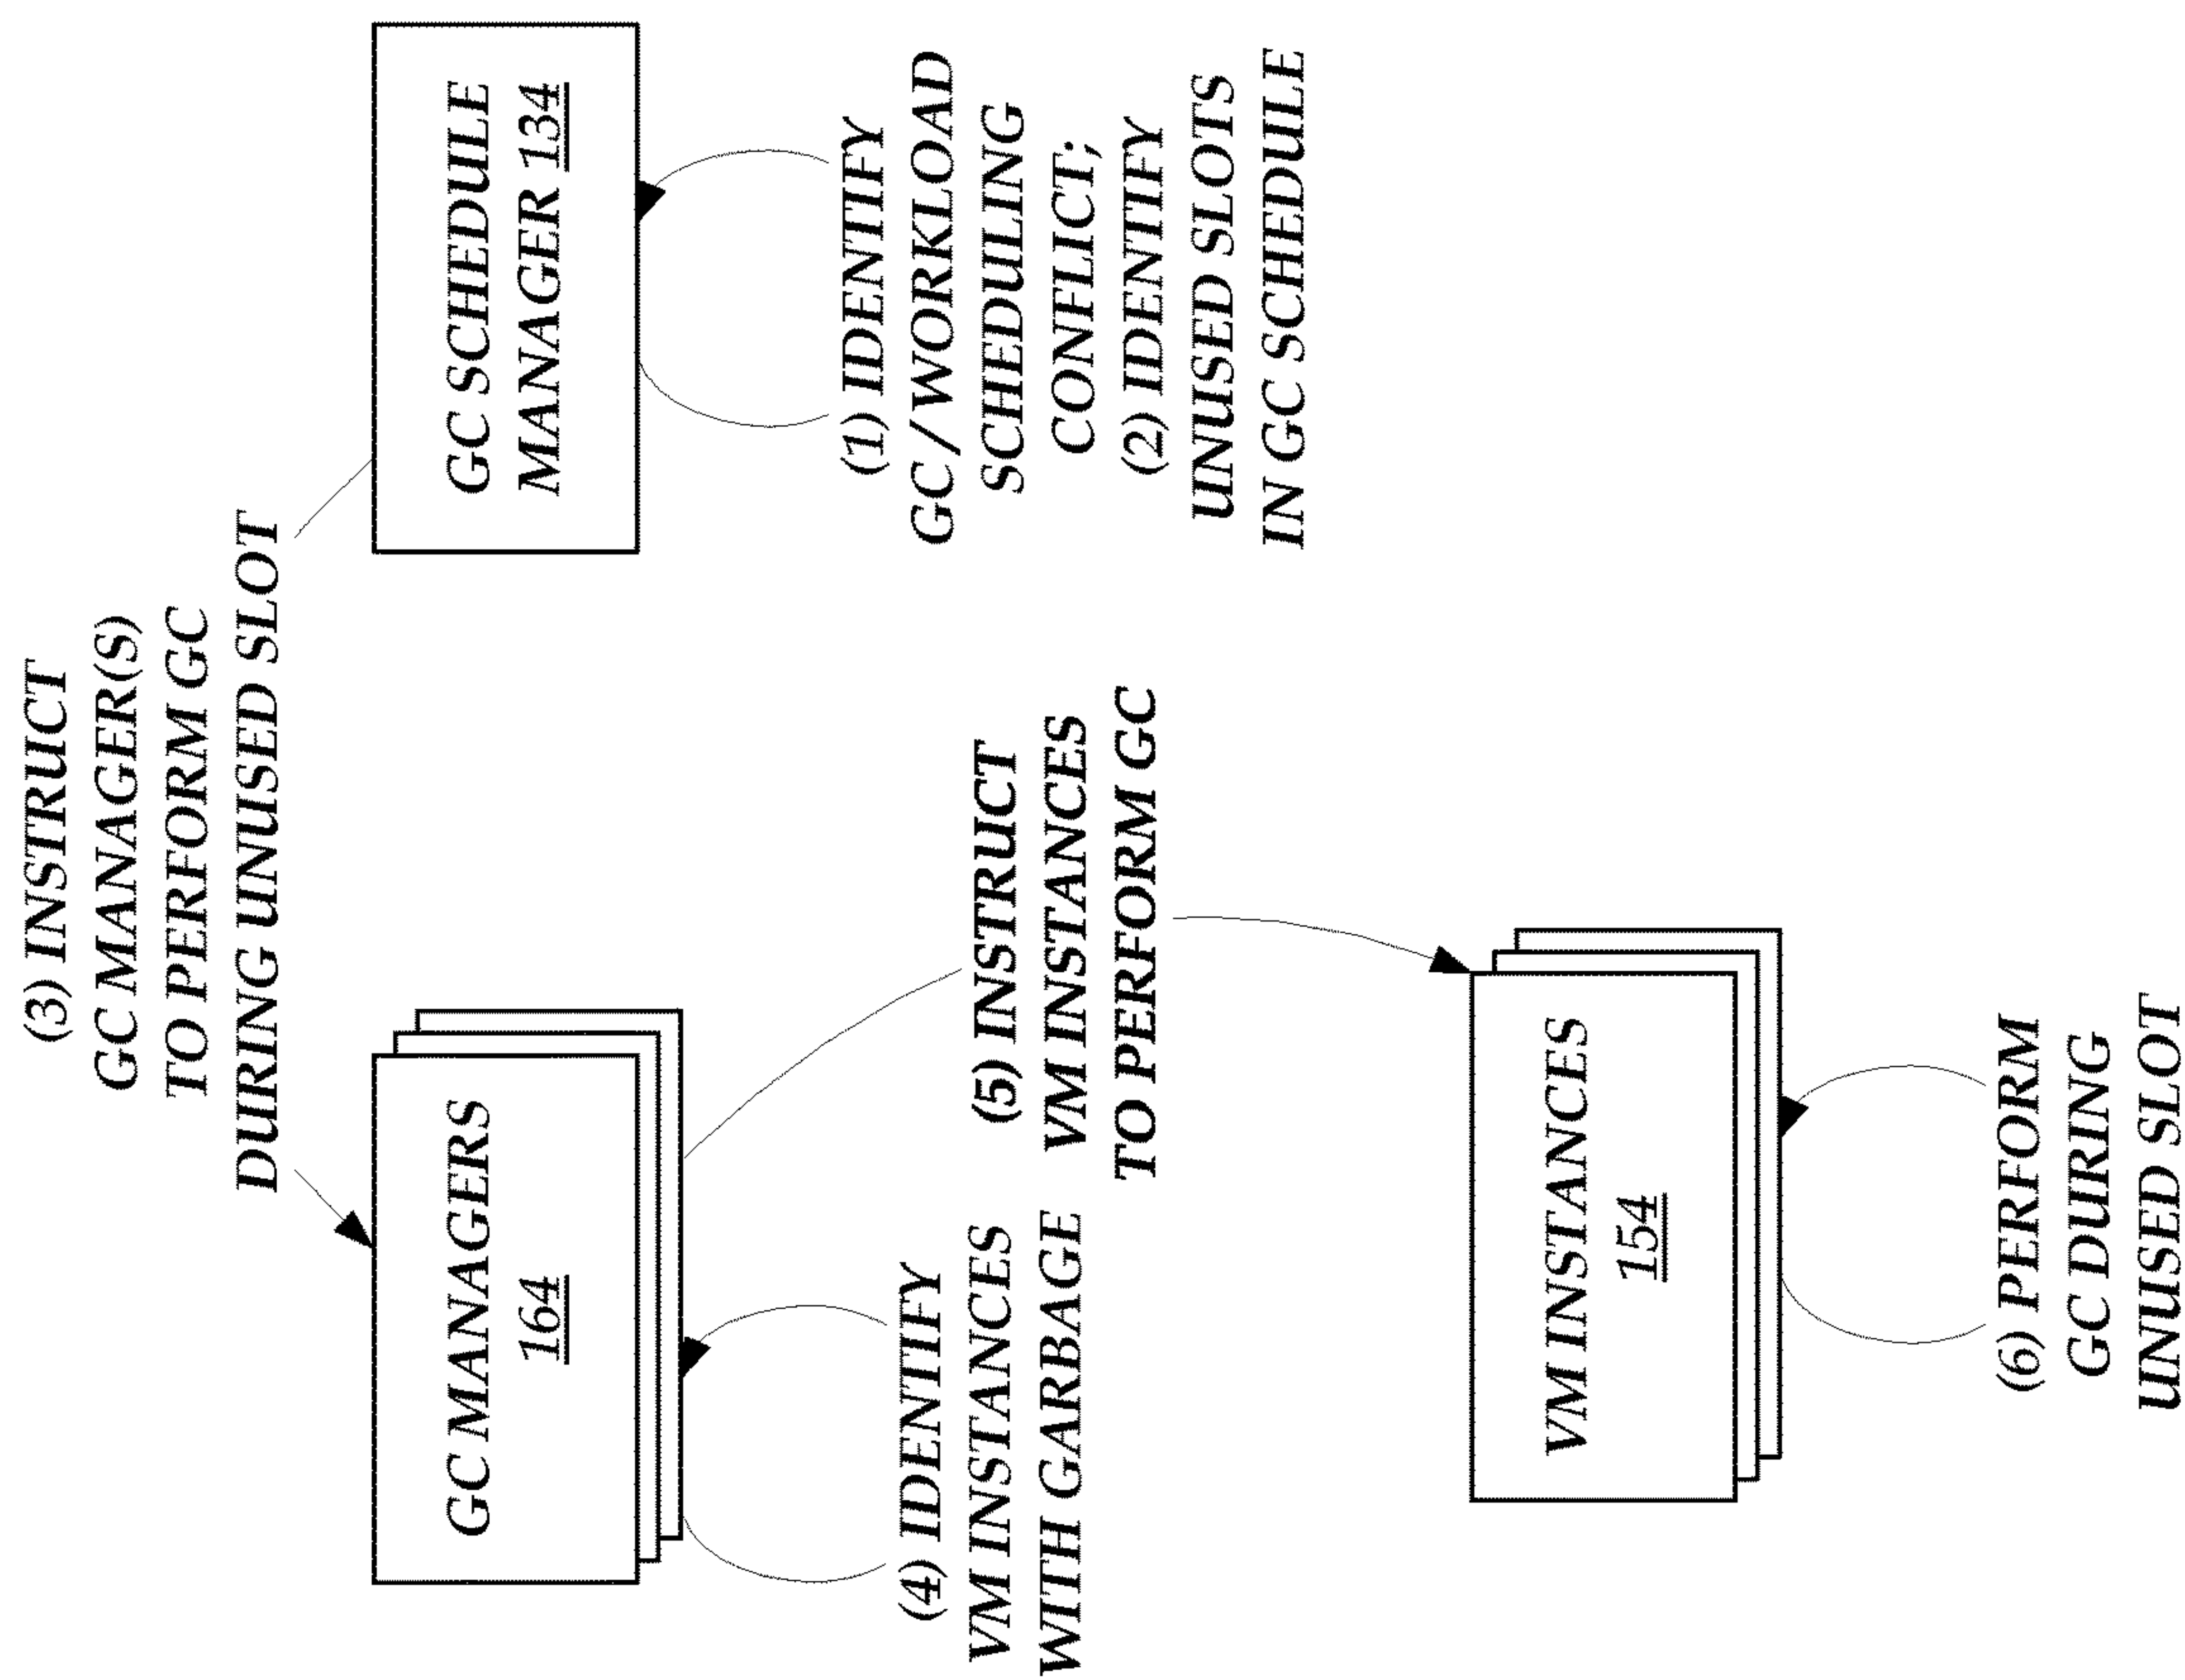 (3) INSTRUCT
GC MANAGER(S)
TO PERFORM GC
DURING UNUSED SLOT
GC MANAGERS
164
GC SCHEDULE
MANAGER 134
(4) IDENTIFY
VM INSTANCES
WITH GARBAGE
(5) INSTRUCT
VM INSTANCES
TO PERFORM GC
(1) IDENTIFY
GC/WORKLOAD
SCHEDULING
CONFLICT;
(2) IDENTIFY
UNUSED SLOTS
IN GC SCHEDULE
VM INSTANCES
154
(6) PERFORM
GC DURING
UNUSED SLOT